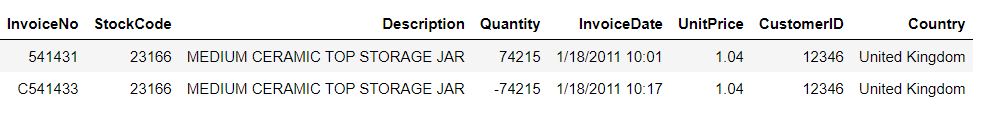 InvoiceNo StockCode Description Quantity InvoiceDate UnitPrice CustomerID Country
541431 23166 MEDIUM CERAMIC TOP STORAGE JAR 74215 1/18/2011 10:01 1.04 12346 United Kingdom
C541433 23166 MEDIUM CERAMIC TOP STORAGE JAR -74215 1/18/2011 10:17 1.04 12346 United Kingdom